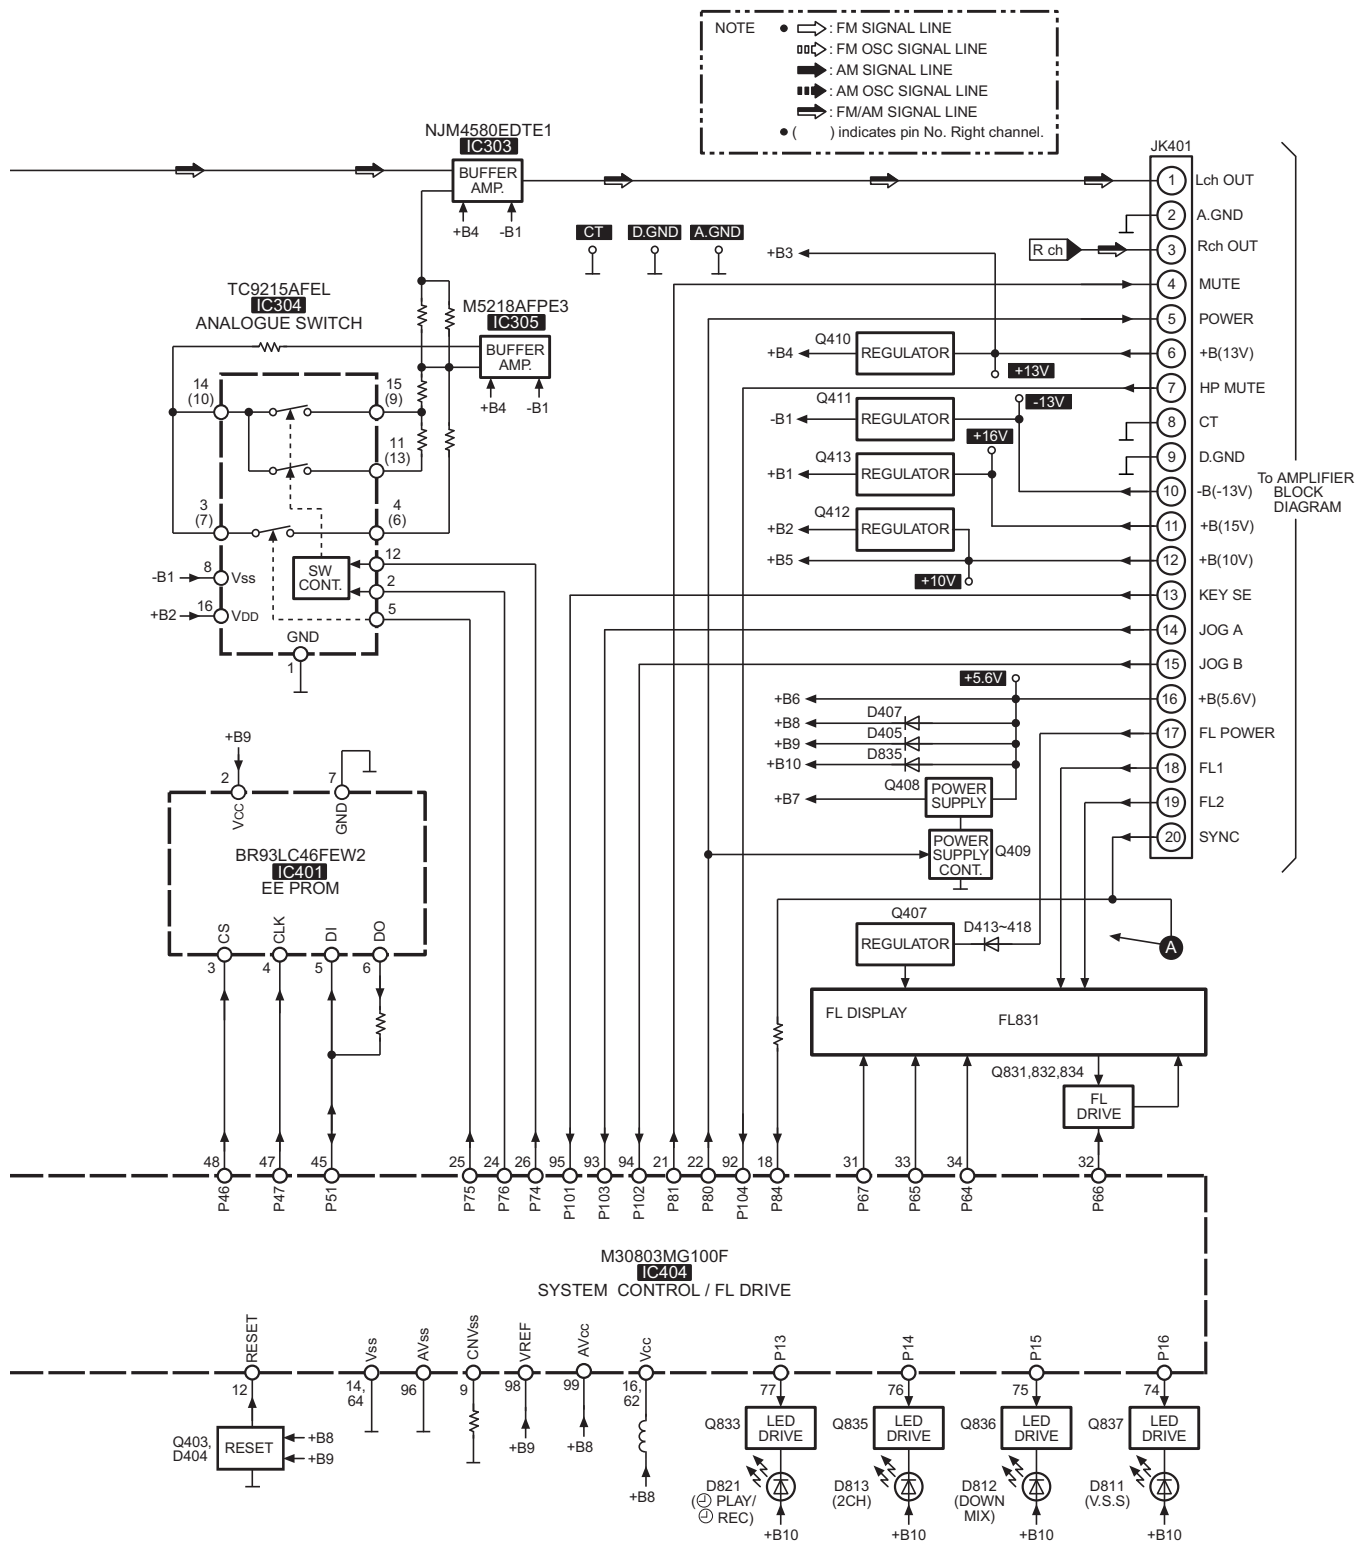 NOTE
● : FM SIGNAL LINE
: FM OSC SIGNAL LINE
: AM SIGNAL LINE
: AM OSC SIGNAL LINE
: FM/AM SIGNAL LINE
● ( ) indicates pin No. Right channel.
NJM4580EDTE1
IC303
BUFFER
AMP.
+B4 -B1
CT D.GND A.GND
TC9215AFEL
IC304
ANALOGUE SWITCH
M5218AFPE3
IC305
BUFFER
AMP.
+B4 -B1
14
(10)
15
(9)
11
(13)
3
(7)
4
(6)
12
2
5
SW
CONT.
-B1 8 Vss
+B2 16 VDD
GND
1
JK401
1 Lch OUT
2 A.GND
R ch 3 Rch OUT
4 MUTE
5 POWER
6 +B(13V)
7 HP MUTE
8 CT
9 D.GND
10 -B(-13V)
11 +B(15V)
12 +B(10V)
13 KEY SE
14 JOG A
15 JOG B
16 +B(5.6V)
17 FL POWER
18 FL1
19 FL2
20 SYNC
To AMPLIFIER
BLOCK
DIAGRAM
+B3
Q410
+B4 REGULATOR
+13V
Q411
-B1 REGULATOR
-13V
+16V
Q413
+B1 REGULATOR
Q412
+B2 REGULATOR
+B5
+10V
+5.6V
+B6
+B8 D407
+B9 D405
+B10 D835
Q408
+B7 POWER
SUPPLY
POWER
SUPPLY
CONT.
Q409
Q407
REGULATOR
D413~418
A
FL DISPLAY FL831
Q831,832,834
FL
DRIVE
+B9
2 7
Vcc GND
BR93LC46FEW2
IC401
EE PROM
CS CLK DI DO
3 4 5 6
48 47 45 25 24 26 95 93 94 21 22 92 18 31 33 34 32
P46 P47 P51 P75 P76 P74 P101 P103 P102 P81 P80 P104 P84 P67 P65 P64 P66
M30803MG100F
IC404
SYSTEM CONTROL / FL DRIVE
RESET Vss AVss CNVss VREF AVcc Vcc P13 P14 P15 P16
12 14,
64 96 9 98 99 16,
62 77 76 75 74
Q403,
D404
RESET
+B8
+B9
+B9 +B8 +B8
Q833 LED
DRIVE
Q835 LED
DRIVE
Q836 LED
DRIVE
Q837 LED
DRIVE
D821
( PLAY/
REC)
D813
(2CH)
D812
(DOWN
MIX)
D811
(V.S.S)
+B10 +B10 +B10 +B10